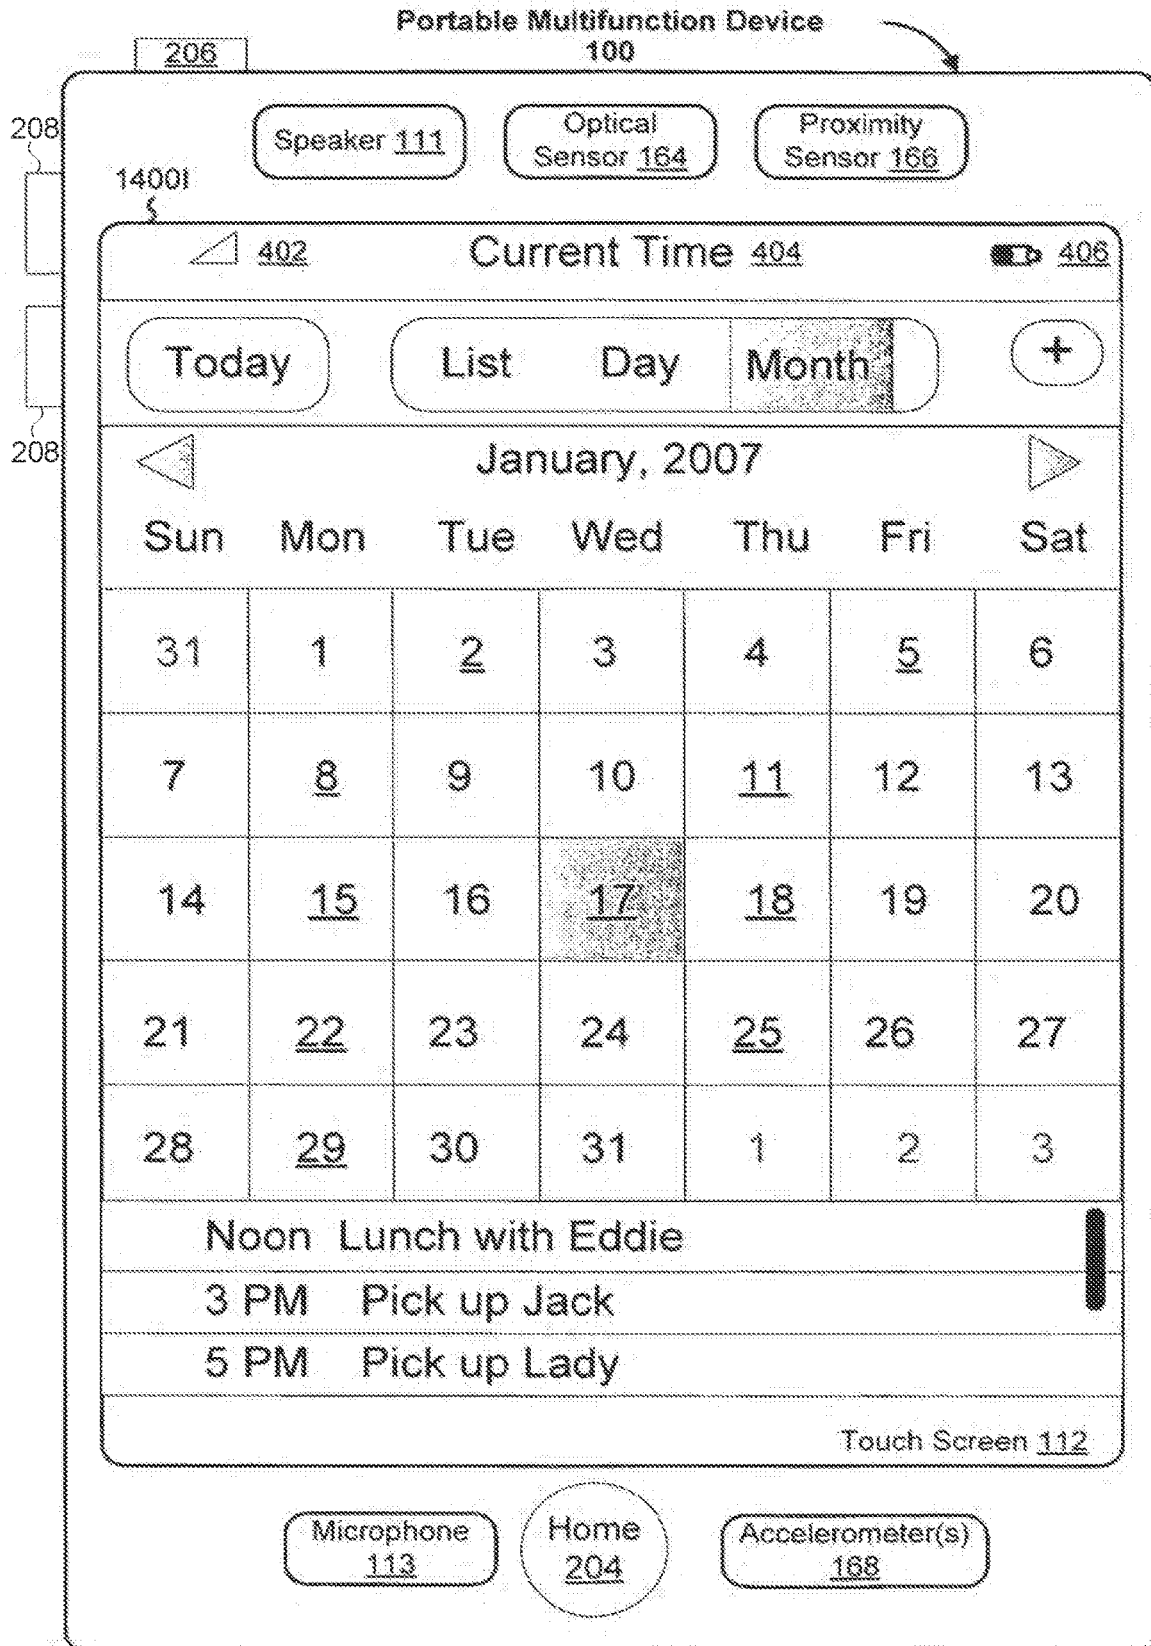 Portable Multifunction Device
100
206
208
Speaker 111
Optical
Sensor 164
Proximity
Sensor 166
1400I
402
Current Time 404
406
Today
List Day Month
+
208
January, 2007
Sun Mon Tue Wed Thu Fri Sat
31 1 2 3 4 5 6
7 8 9 10 11 12 13
14 15 16 17 18 19 20
21 22 23 24 25 26 27
28 29 30 31 1 2 3
Noon Lunch with Eddie
3 PM Pick up Jack
5 PM Pick up Lady
Touch Screen 112
Microphone
113
Home
204
Accelerometer(s)
168